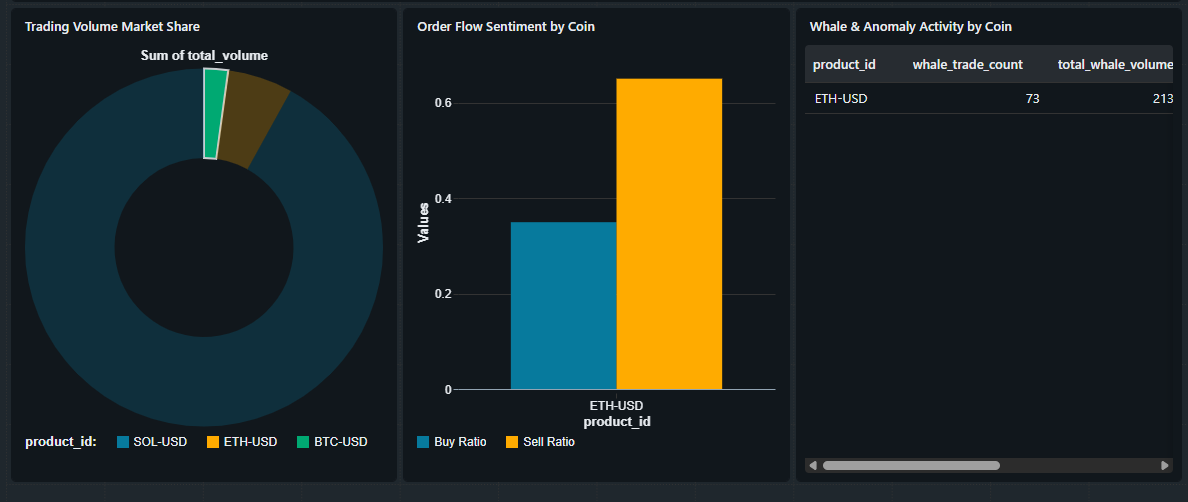 Trading Volume Market Share
Sum of total_volume
product_id: SOL-USD ETH-USD BTC-USD
Order Flow Sentiment by Coin
Values
0.6
0.4
0.2
0
ETH-USD
product_id
Buy Ratio Sell Ratio
Whale & Anomaly Activity by Coin
product_id whale_trade_count total_whale_volume
ETH-USD 73 213